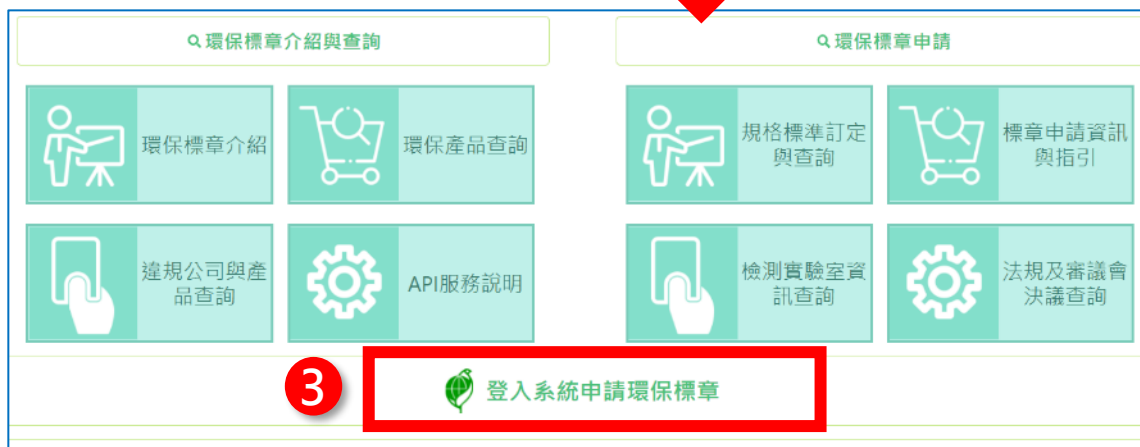 環保標章介紹與查詢
環保標章申請
環保標章介紹
環保產品查詢
規格標準訂定
與查詢
標章申請資訊
與指引
違規公司與產
品查詢
API服務說明
檢測實驗室資
訊查詢
法規及審議會
決議查詢
3
登入系統申請環保標章